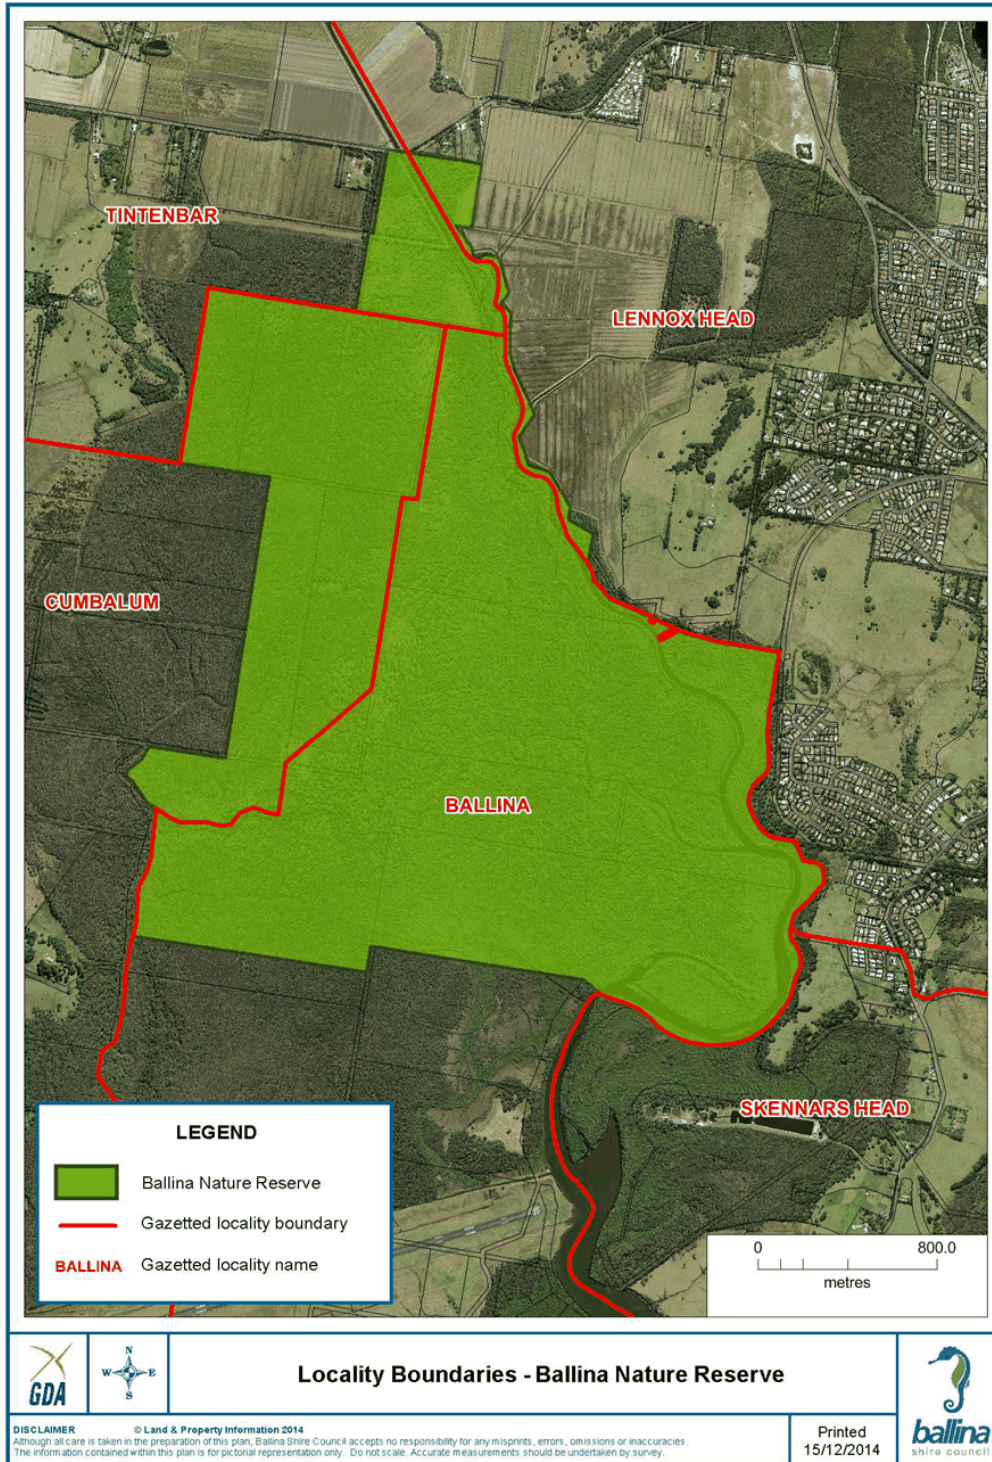 TINTENBAR
LENNOX HEAD
CUMBALUM
BALLINA
SKENNARS HEAD
LEGEND
Ballina Nature Reserve
Gazetted locality boundary
BALLINA Gazetted locality name
0 800.0
metres
GDA
N
W E
S
Locality Boundaries - Ballina Nature Reserve
ballina
shire council
DISCLAIMER © Land & Property Information 2014
Although all care is taken in the preparation of this plan, Ballina Shire Council accepts no responsibility for any misprints, errors, omissions or inaccuracies.
The information contained within this plan is for pictorial representation only. Do not scale. Accurate measurements should be undertaken by survey.
Printed
15/12/2014